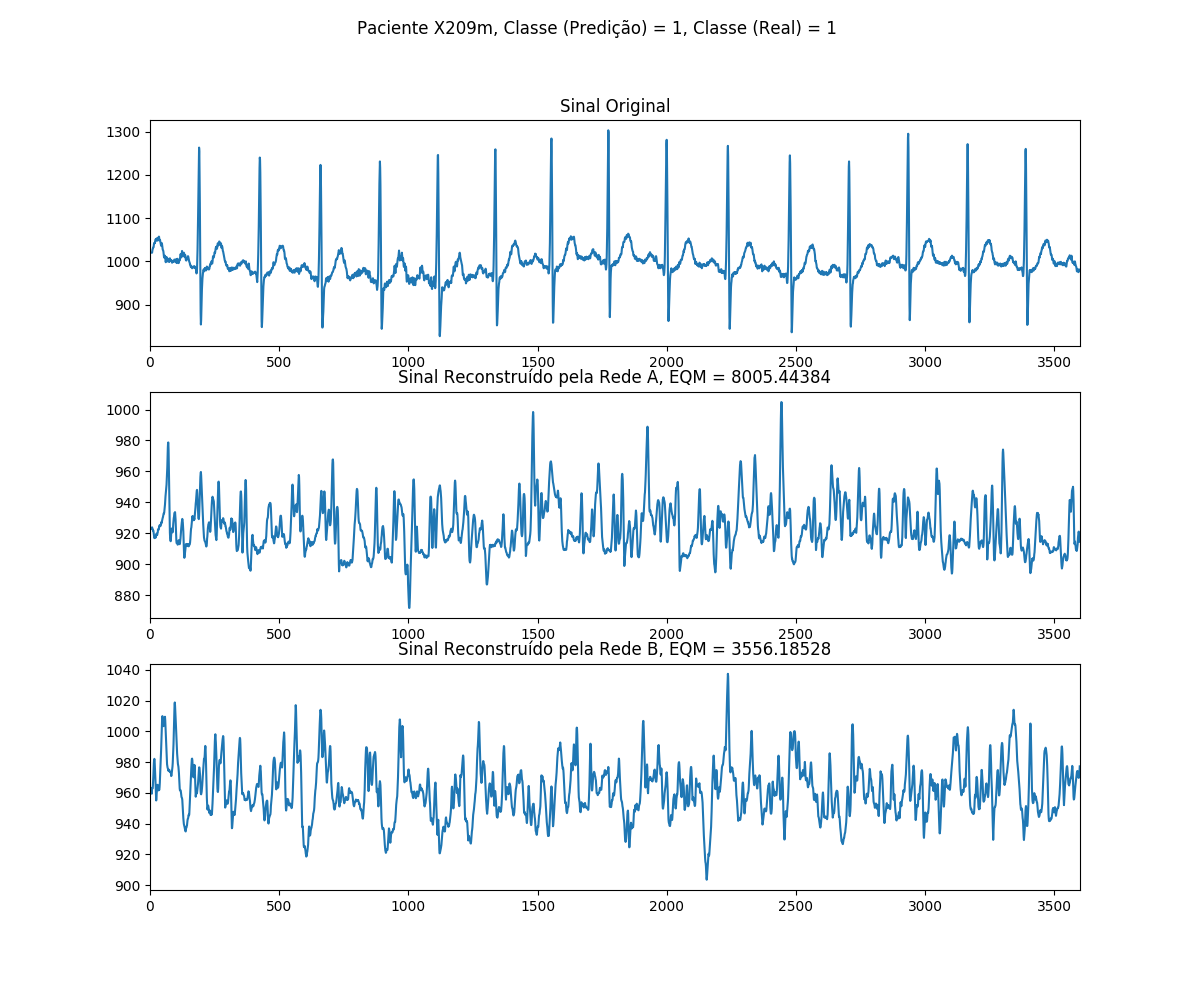 Paciente X209m, Classe (Predição) = 1, Classe (Real) = 1
Sinal Original
1300
1200
1100
1000
900
0 500 1000 1500 2000 2500 3000 3500
Sinal Reconstruído pela Rede A, EQM = 8005.44384
1000
980
960
940
920
900
880
0 500 1000 1500 2000 2500 3000 3500
Sinal Reconstruído pela Rede B, EQM = 3556.18528
1040
1020
1000
980
960
940
920
900
0 500 1000 1500 2000 2500 3000 3500